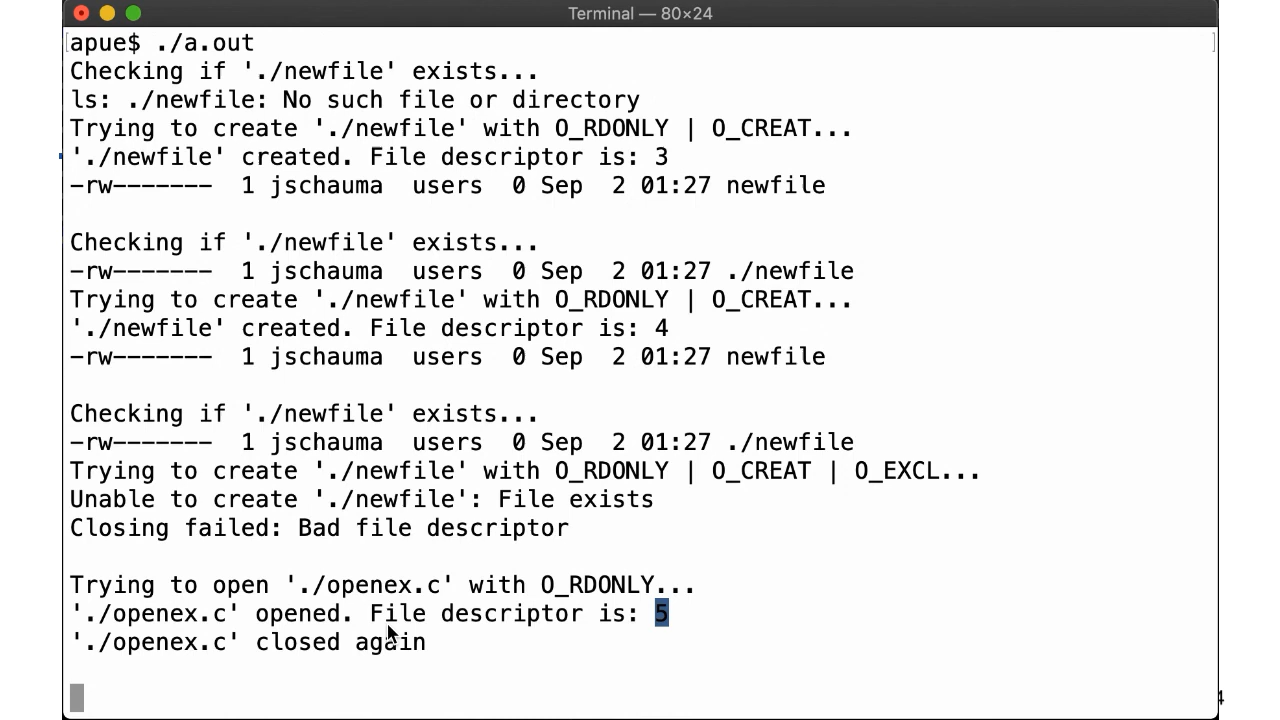 Terminal — 80×24
apue$ ./a.out
Checking if './newfile' exists...
ls: ./newfile: No such file or directory
Trying to create './newfile' with O_RDONLY | O_CREAT...
'./newfile' created. File descriptor is: 3
-rw-------  1 jschauma  users  0 Sep  2 01:27 newfile

Checking if './newfile' exists...
-rw-------  1 jschauma  users  0 Sep  2 01:27 ./newfile
Trying to create './newfile' with O_RDONLY | O_CREAT...
'./newfile' created. File descriptor is: 4
-rw-------  1 jschauma  users  0 Sep  2 01:27 newfile

Checking if './newfile' exists...
-rw-------  1 jschauma  users  0 Sep  2 01:27 ./newfile
Trying to create './newfile' with O_RDONLY | O_CREAT | O_EXCL...
Unable to create './newfile': File exists
Closing failed: Bad file descriptor

Trying to open './openex.c' with O_RDONLY...
'./openex.c' opened. File descriptor is: 5
'./openex.c' closed again
4